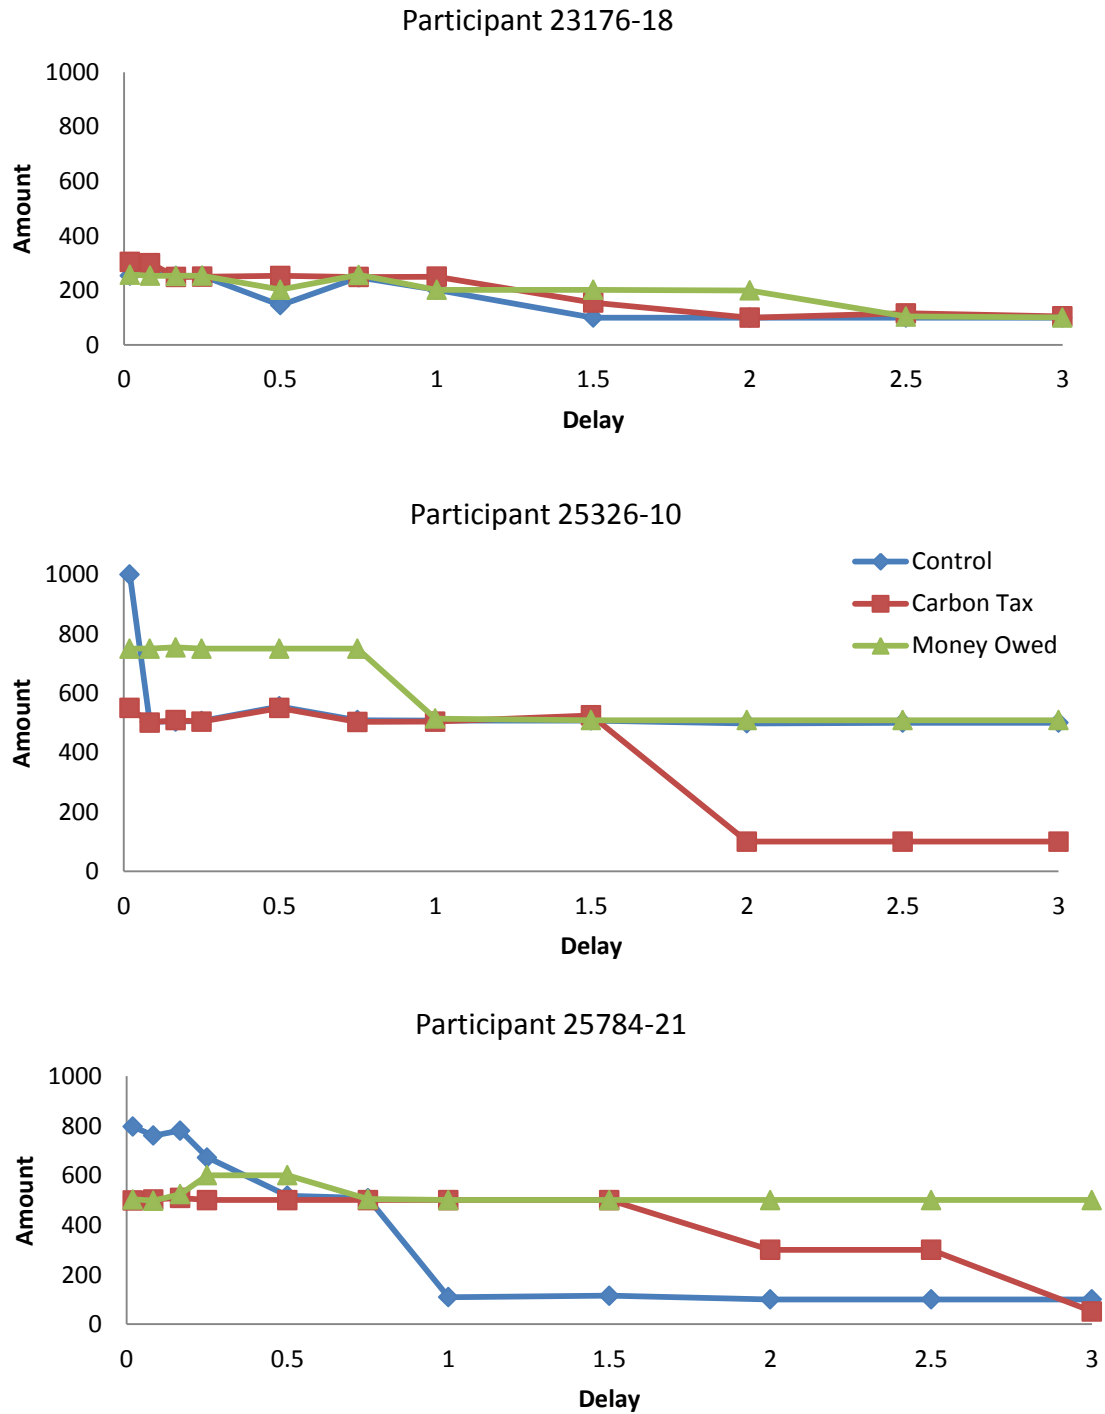 Participant 23176-18
1000
800
600
400
200
0
Amount
0 0.5 1 1.5 2 2.5 3
Delay
Participant 25326-10
1000
800
600
400
200
0
Amount
Control
Carbon Tax
Money Owed
0 0.5 1 1.5 2 2.5 3
Delay
Participant 25784-21
1000
800
600
400
200
0
Amount
0 0.5 1 1.5 2 2.5 3
Delay